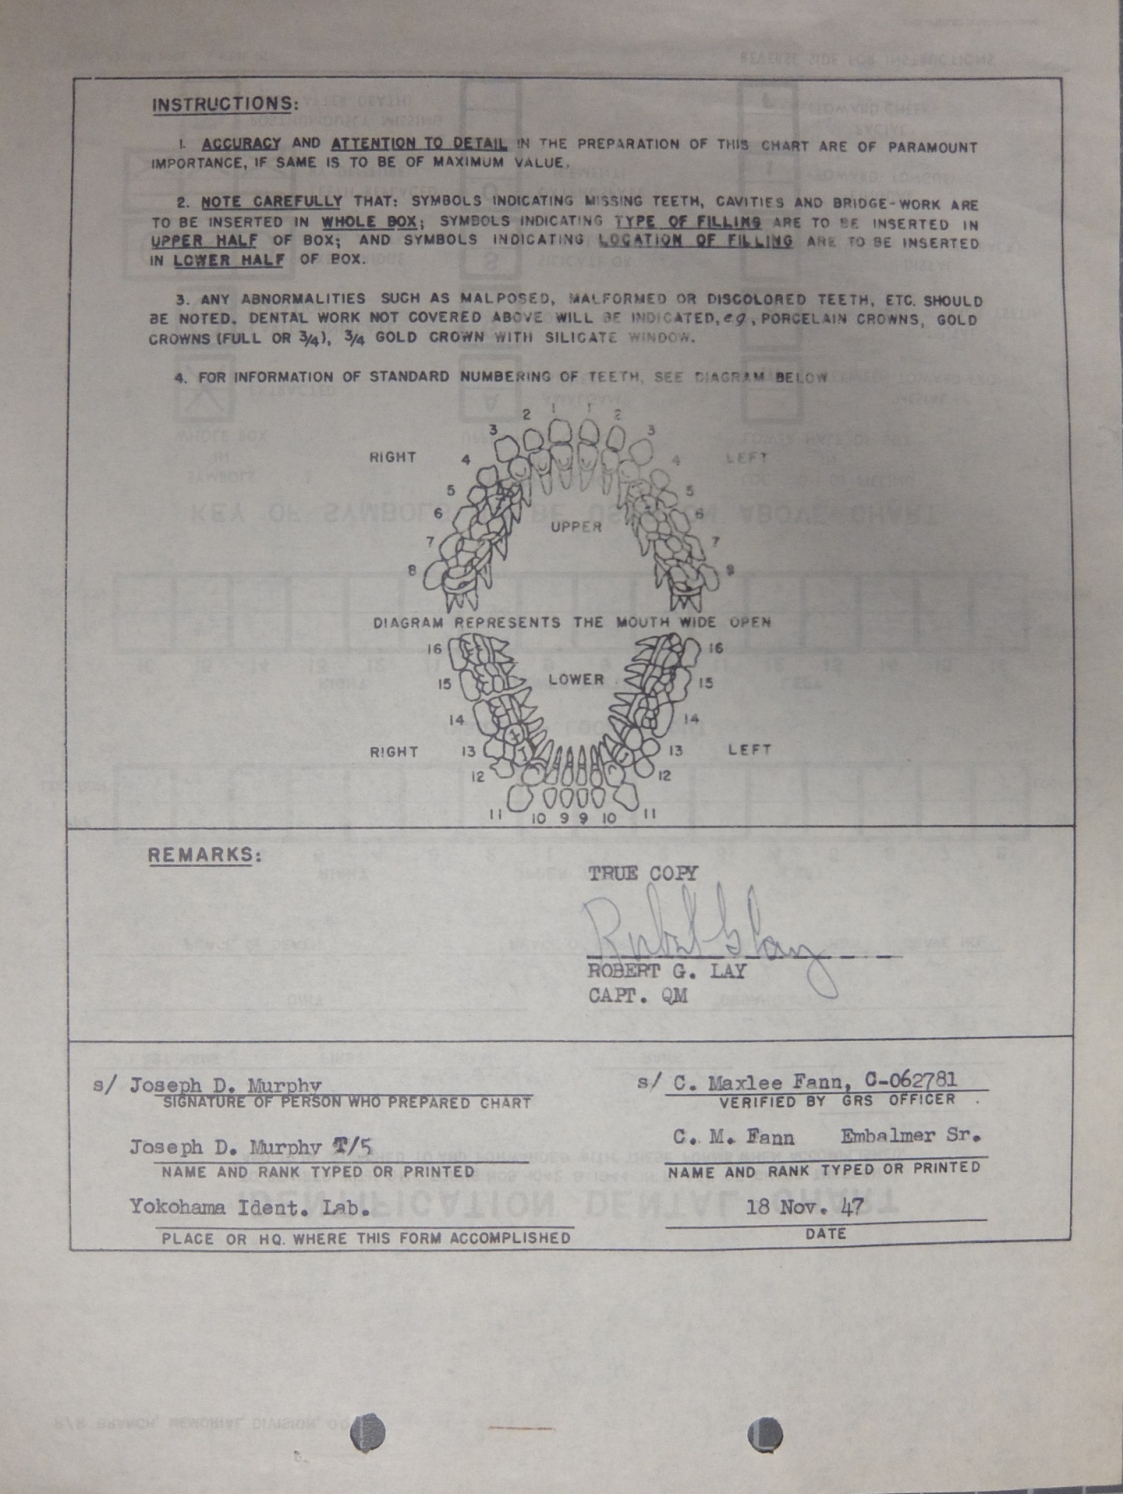 INSTRUCTIONS:
1. ACCURACY AND ATTENTION TO DETAIL IN THE PREPARATION OF THIS CHART ARE OF PARAMOUNT
IMPORTANCE, IF SAME IS TO BE OF MAXIMUM VALUE.
2. NOTE CAREFULLY THAT: SYMBOLS INDICATING MISSING TEETH, CAVITIES AND BRIDGE-WORK ARE
TO BE INSERTED IN WHOLE BOX; SYMBOLS INDICATING TYPE OF FILLING ARE TO BE INSERTED IN
UPPER HALF OF BOX; AND SYMBOLS INDICATING LOCATION OF FILLING ARE TO BE INSERTED
IN LOWER HALF OF BOX.
3. ANY ABNORMALITIES SUCH AS MALPOSED, MALFORMED OR DISCOLORED TEETH, ETC. SHOULD
BE NOTED. DENTAL WORK NOT COVERED ABOVE WILL BE INDICATED, eg, PORCELAIN CROWNS, GOLD
CROWNS (FULL OR 3/4), 3/4 GOLD CROWN WITH SILICATE WINDOW.
4. FOR INFORMATION OF STANDARD NUMBERING OF TEETH, SEE DIAGRAM BELOW
2 1 1 2
3 3
RIGHT 4 4 LEFT
5 5
6 6
UPPER
7 7
8 8
DIAGRAM REPRESENTS THE MOUTH WIDE OPEN
16 16
15 LOWER 15
14 14
RIGHT 13 13 LEFT
12 12
11 10 9 9 10 11
REMARKS:
TRUE COPY
Robert G Lay
ROBERT G. LAY
CAPT. QM
s/ Joseph D. Murphy s/ C. Maxlee Fann, C-062781
SIGNATURE OF PERSON WHO PREPARED CHART VERIFIED BY GRS OFFICER
Joseph D. Murphy T/5 C. M. Fann Embalmer Sr.
NAME AND RANK TYPED OR PRINTED NAME AND RANK TYPED OR PRINTED
Yokohama Ident. Lab. 18 Nov. 47
PLACE OR HQ. WHERE THIS FORM ACCOMPLISHED DATE